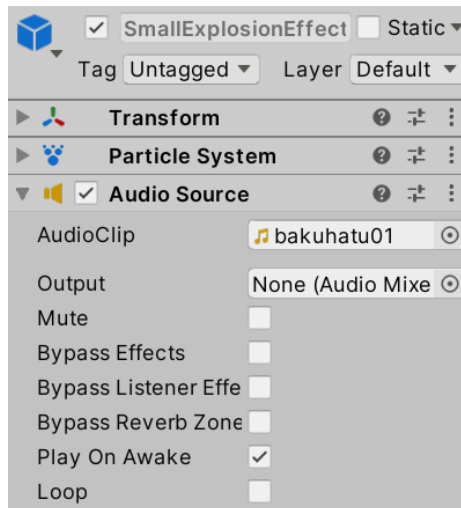 SmallExplosionEffect Static
Tag Untagged Layer Default
Transform
Particle System
Audio Source
AudioClip bakuhatu01
Output None (Audio Mixe
Mute
Bypass Effects
Bypass Listener Effe
Bypass Reverb Zone
Play On Awake
Loop